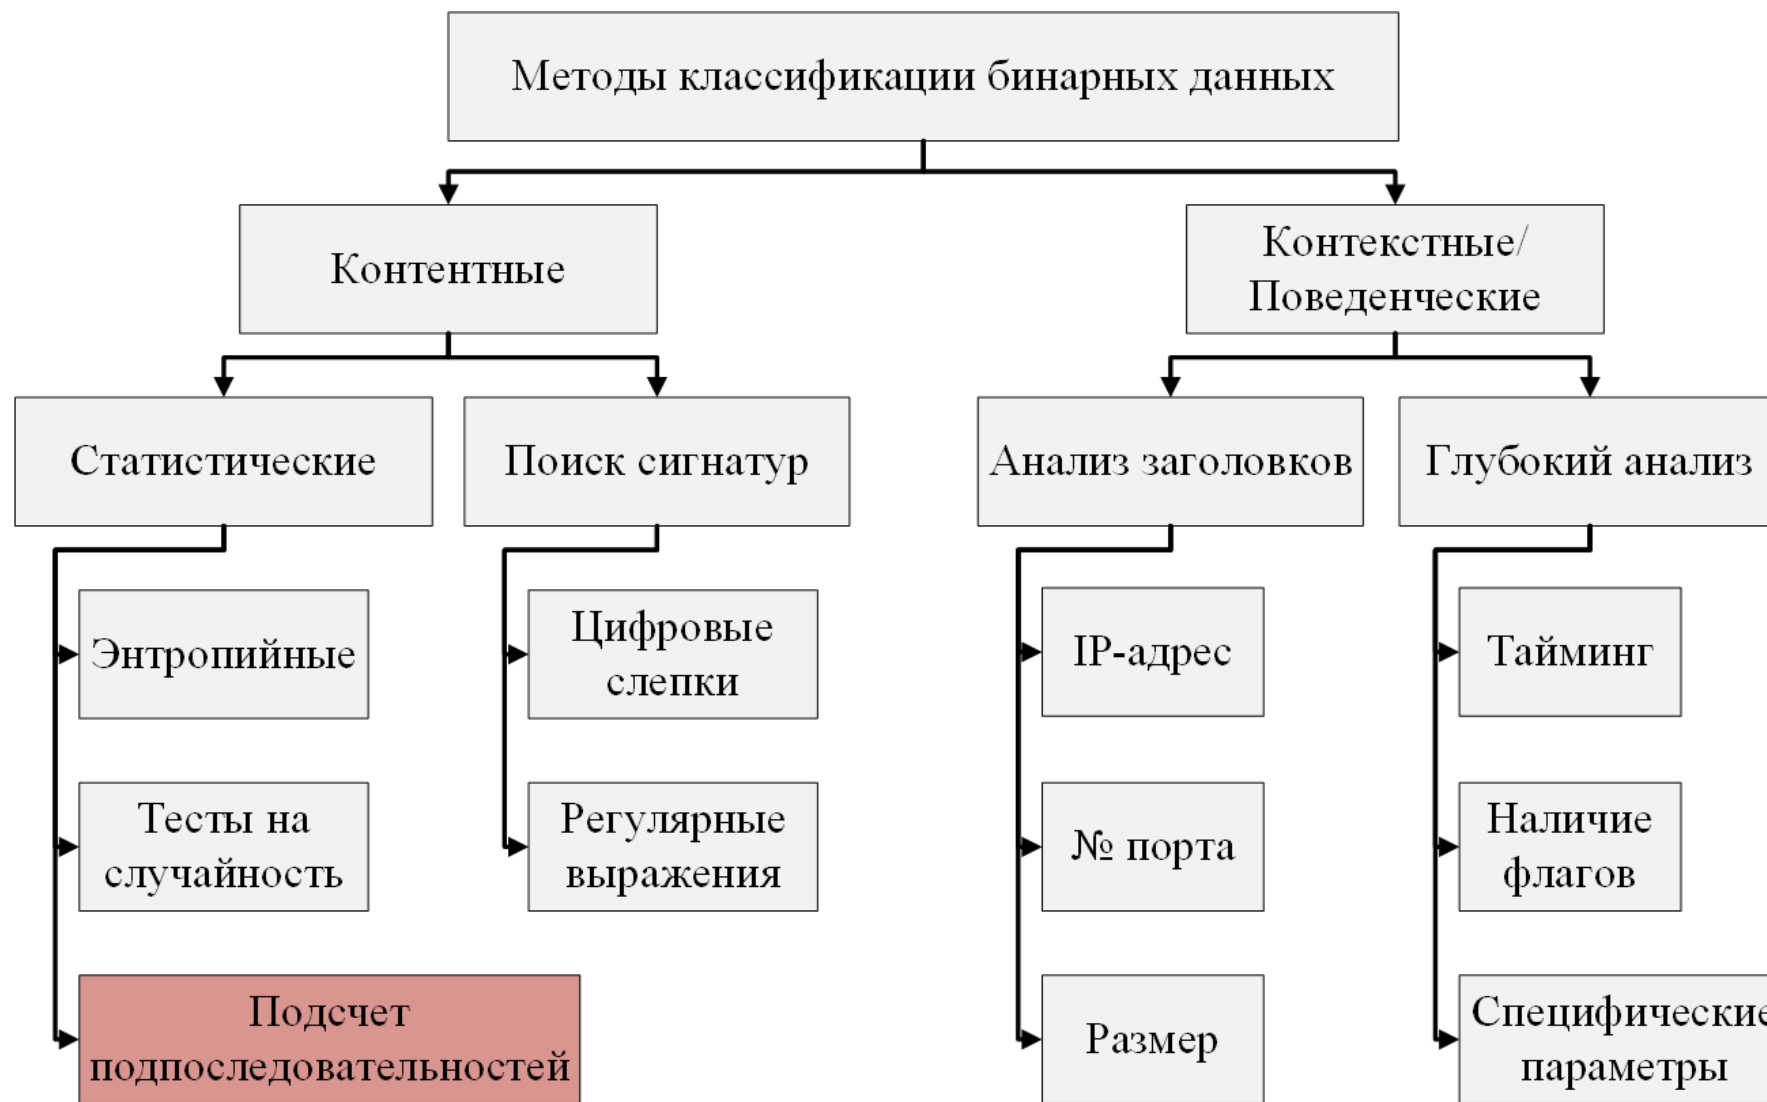 Методы классификации бинарных данных
Контентные
Контекстные/
Поведенческие
Статистические
Поиск сигнатур
Анализ заголовков
Глубокий анализ
Энтропийные
Цифровые
слепки
IP-адрес
Тайминг
Тесты на
случайность
Регулярные
выражения
№ порта
Наличие
флагов
Подсчет
подпоследовательностей
Размер
Специфические
параметры